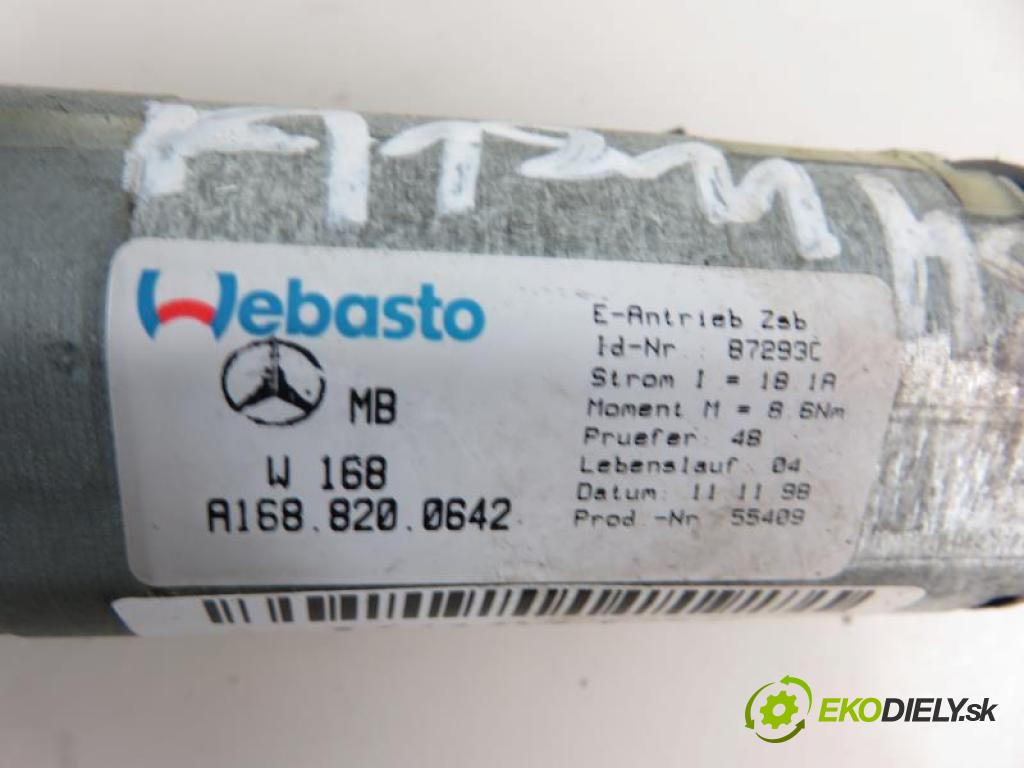 Webasto
MB
W 168
A168.820.0642
E-Antrieb Zsb
Id-Nr : 87293C
Strom I = 18.1A
Moment M = 8.6Nm
Pruefer: 48
Lebenslauf: 04
Datum: 11 11 98
Prod.-Nr 55409
EKODIELY.sk